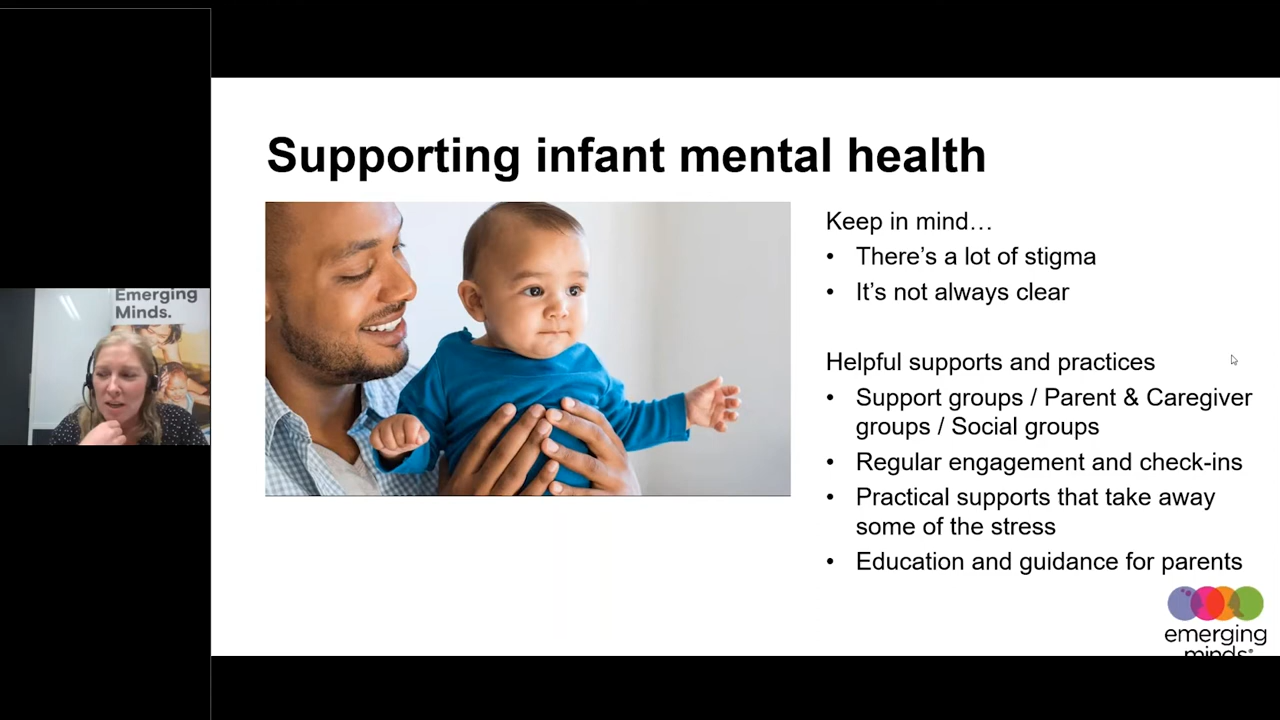 Supporting infant mental health
Keep in mind…
• There's a lot of stigma
• It's not always clear
Helpful supports and practices
• Support groups / Parent & Caregiver
groups / Social groups
• Regular engagement and check-ins
• Practical supports that take away
some of the stress
• Education and guidance for parents
Emerging
Minds.
emerging
minds